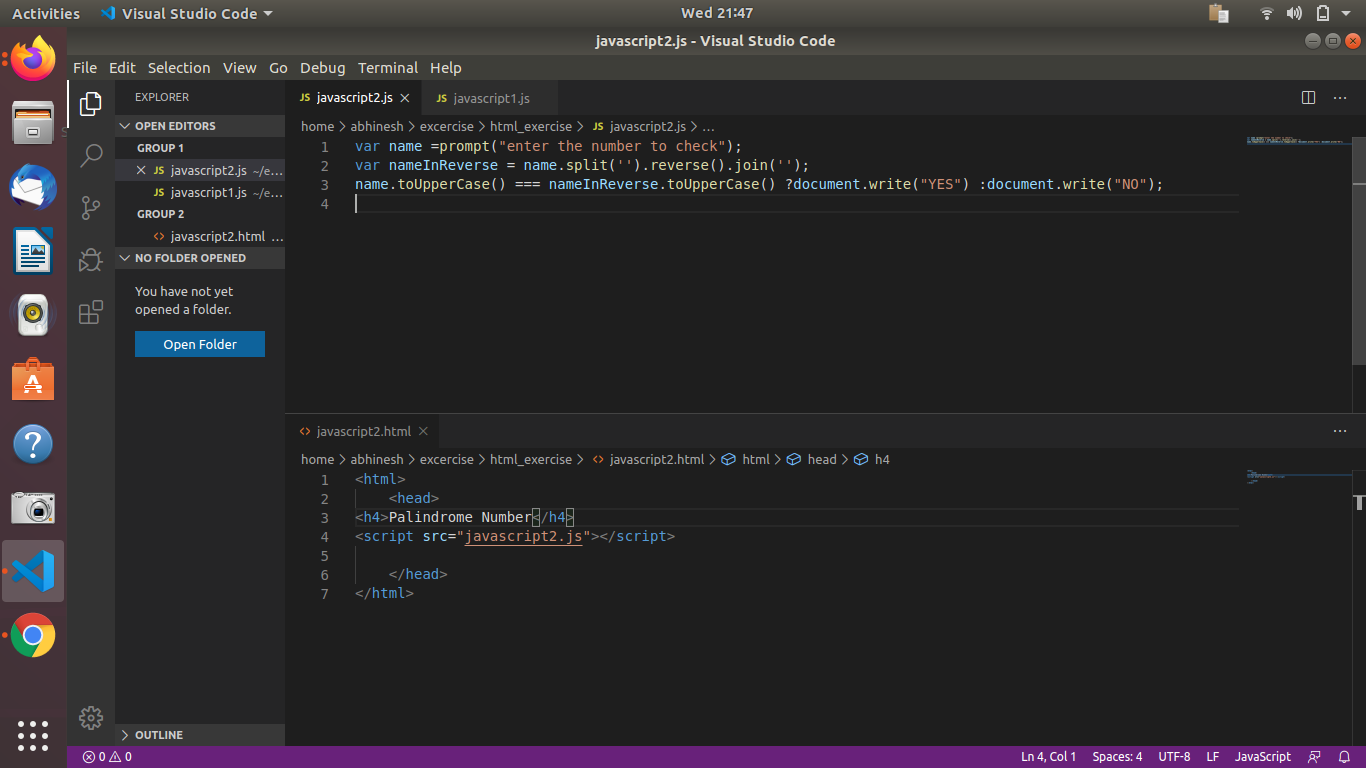 Activities Visual Studio Code Wed 21:47
javascript2.js - Visual Studio Code
File Edit Selection View Go Debug Terminal Help
EXPLORER
OPEN EDITORS
GROUP 1
javascript2.js ~/e...
javascript1.js ~/e...
GROUP 2
javascript2.html ...
NO FOLDER OPENED
You have not yet
opened a folder.
Open Folder
OUTLINE
JS javascript2.js JS javascript1.js
home > abhinesh > excercise > html_exercise > JS javascript2.js > ...
1 var name =prompt("enter the number to check");
2 var nameInReverse = name.split('').reverse().join('');
3 name.toUpperCase() === nameInReverse.toUpperCase() ?document.write("YES") :document.write("NO");
4
javascript2.html
home > abhinesh > excercise > html_exercise > javascript2.html > html > head > h4
1 <html>
2 <head>
3 <h4>Palindrome Number</h4>
4 <script src="javascript2.js"></script>
5
6 </head>
7 </html>
0 0 Ln 4, Col 1 Spaces: 4 UTF-8 LF JavaScript